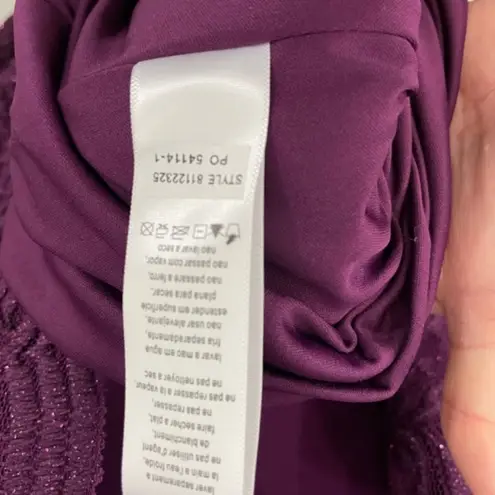 laver separement a
la main a l'eau froide,
ne pas utiliser d'agent
de blanchiment,
faire secher a plat,
ne pas repasser,
ne pas repasser a la vapeur,
ne pas nettoyer a sec
lavar a mao em agua
fria separadamente,
nao usar alevejante,
estender em superficie
plana para secar,
nao passare a ferro,
nao passar com vapor,
nao lavar a seco
STYLE 81122325
PO 54114-1